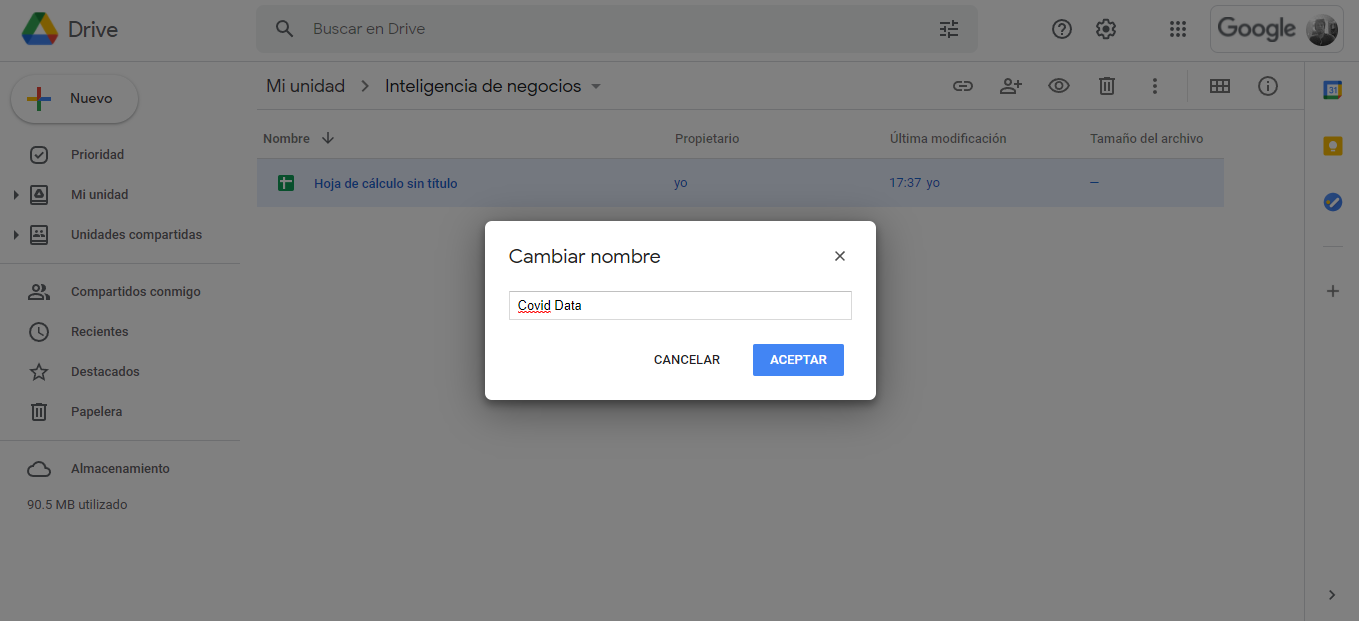 Drive
Buscar en Drive
Google
Nuevo
Mi unidad
Inteligencia de negocios
31
Nombre
Propietario
Última modificación
Tamaño del archivo
Prioridad
Hoja de cálculo sin título
yo
17:37 yo
—
Mi unidad
Unidades compartidas
Cambiar nombre
Covid Data
CANCELAR
ACEPTAR
Compartidos conmigo
Recientes
Destacados
Papelera
Almacenamiento
90.5 MB utilizado